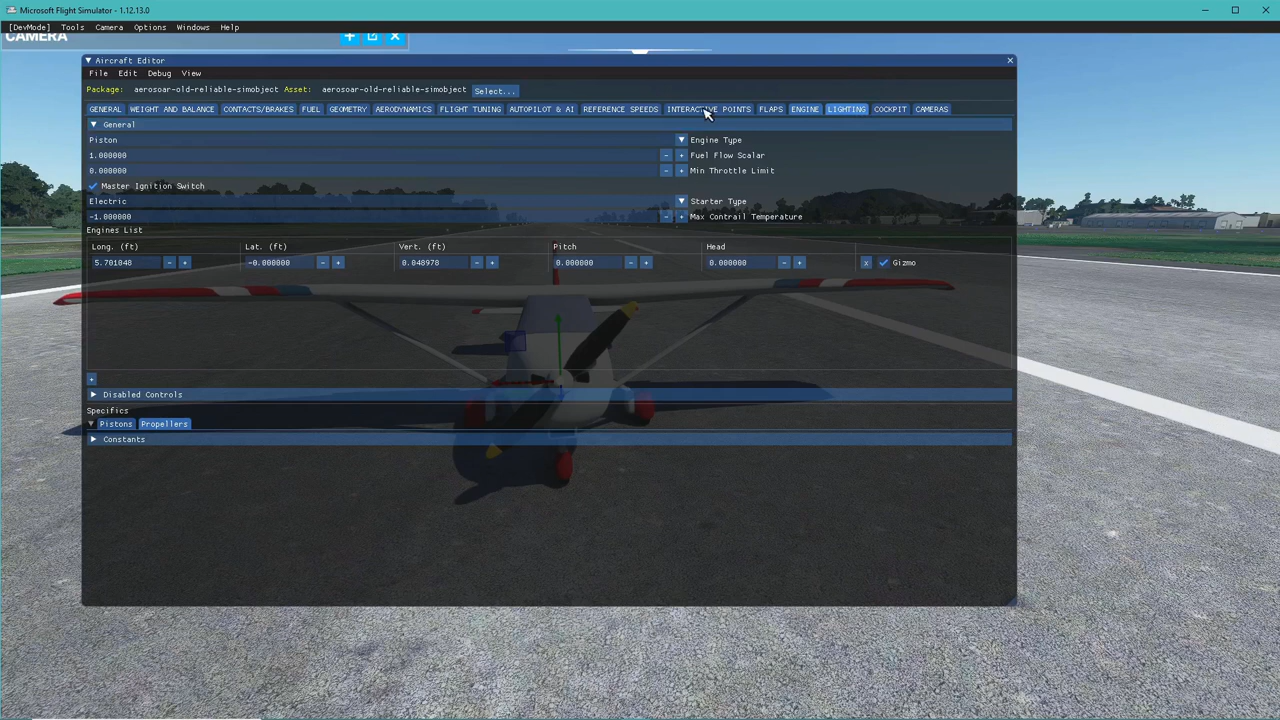 Microsoft Flight Simulator - 1.12.13.0
[DevMode] Tools Camera Options Windows Help
CAMERA
Aircraft Editor
File Edit Debug View
Package: aerosoar-old-reliable-simobject Asset: aerosoar-old-reliable-simobject Select...
GENERAL WEIGHT AND BALANCE CONTACTS/BRAKES FUEL GEOMETRY AERODYNAMICS FLIGHT TUNING AUTOPILOT & AI REFERENCE SPEEDS INTERACTIVE POINTS FLAPS ENGINE LIGHTING COCKPIT CAMERAS
General
Piston Engine Type
1.000000 - + Fuel Flow Scalar
0.000000 - + Min Throttle Limit
Master Ignition Switch
Electric Starter Type
-1.000000 - + Max Contrail Temperature
Engines List
Long. (ft) Lat. (ft) Vert. (ft) Pitch Head
5.701048 - + -0.000000 - + 0.048978 - + 0.000000 - + 0.000000 - + x Gizmo
+
Disabled Controls
Specifics
Pistons Propellers
Constants